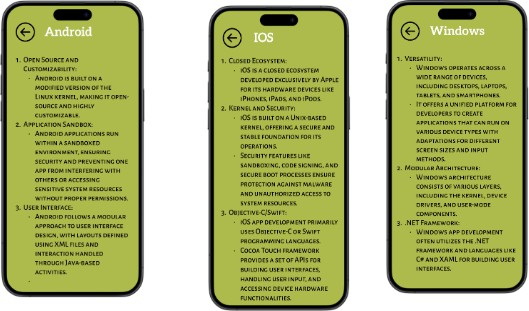 Android
1. Open Source and
Customizability:
- Android is built on a
modified version of the
Linux kernel, making it open-
source and highly
customizable.
2. Application Sandbox:
- Android applications run
within a sandboxed
environment, ensuring
security and preventing one
app from interfering with
others or accessing
sensitive system resources
without proper permissions.
3. User Interface:
- Android follows a modular
approach to user interface
design, with layouts defined
using XML files and
interaction handled
through Java-based
activities.
-
IOS
1. Closed Ecosystem:
- iOS is a closed ecosystem
developed exclusively by Apple
for its hardware devices like
iPhones, iPads, and iPods.
2. Kernel and Security:
- iOS is built on a Unix-based
kernel, offering a secure and
stable foundation for its
operations.
- Security features like
sandboxing, code signing, and
secure boot processes ensure
protection against malware
and unauthorized access to
system resources.
3. Objective-C/Swift:
- iOS app development primarily
uses Objective-C or Swift
programming languages.
- Cocoa Touch framework
provides a set of APIs for
building user interfaces,
handling user input, and
accessing device hardware
functionalities.
Windows
1. Versatility:
- Windows operates across a
wide range of devices,
including desktops, laptops,
tablets, and smartphones.
- It offers a unified platform for
developers to create
applications that can run on
various device types with
adaptations for different
screen sizes and input
methods.
2. Modular Architecture:
- Windows architecture
consists of various layers,
including the kernel, device
drivers, and user-mode
components.
3. .NET Framework:
- Windows app development
often utilizes the .NET
framework and languages like
C# and XAML for building user
interfaces.